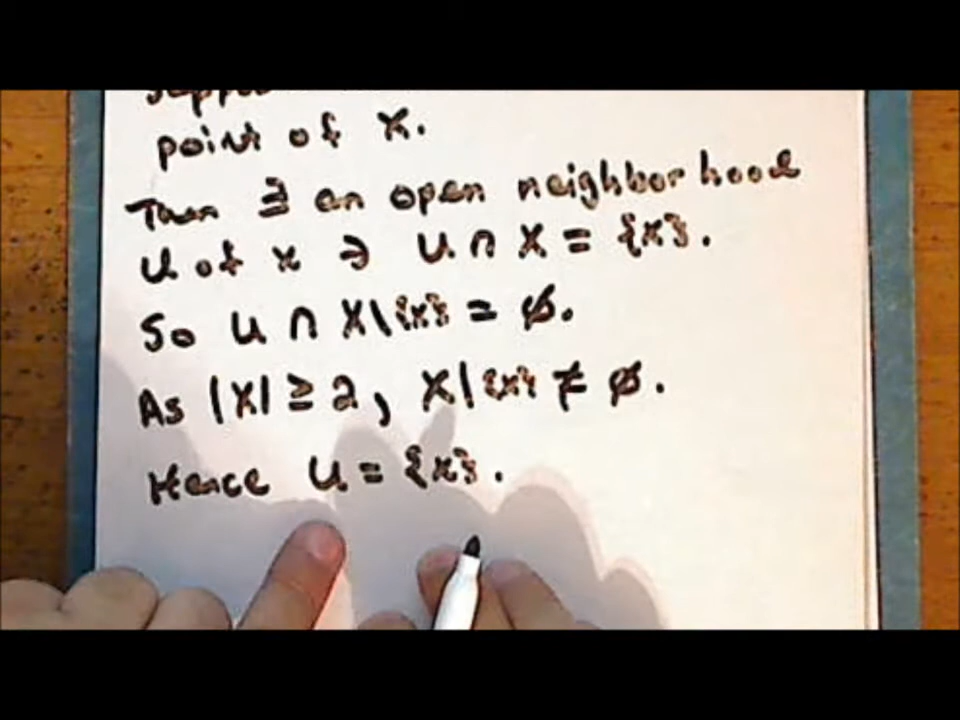 point of X.
Then ∃ an open neighborhood
U of x ∋ U ∩ X = {x}.
So U ∩ X\{x} = ∅.
As |X| ≥ 2, X\{x} ≠ ∅.
Hence U = {x}.